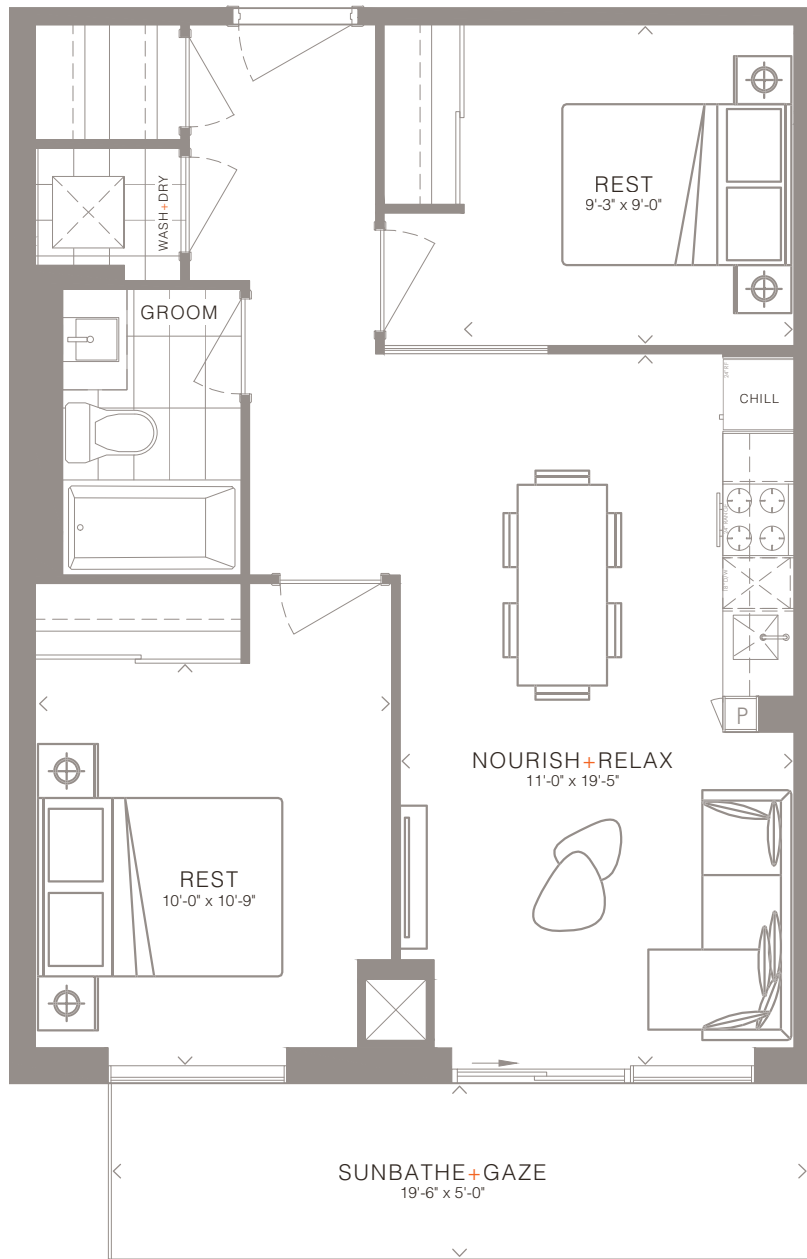 REST
9'-3" x 9'-0"
WASH+DRY
GROOM
CHILL
P
NOURISH+RELAX
11'-0" x 19'-5"
REST
10'-0" x 10'-9"
SUNBATHE+GAZE
19'-6" x 5'-0"